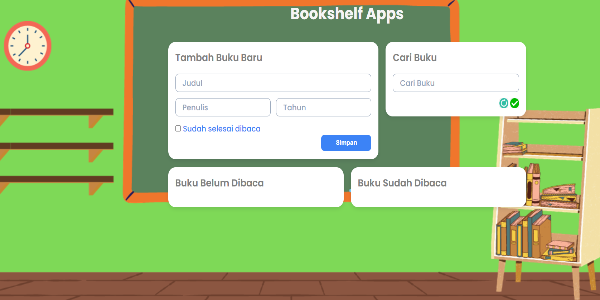 Bookshelf Apps
Tambah Buku Baru
Judul
Penulis
Tahun
Sudah selesai dibaca
Simpan
Cari Buku
Cari Buku
Buku Belum Dibaca
Buku Sudah Dibaca